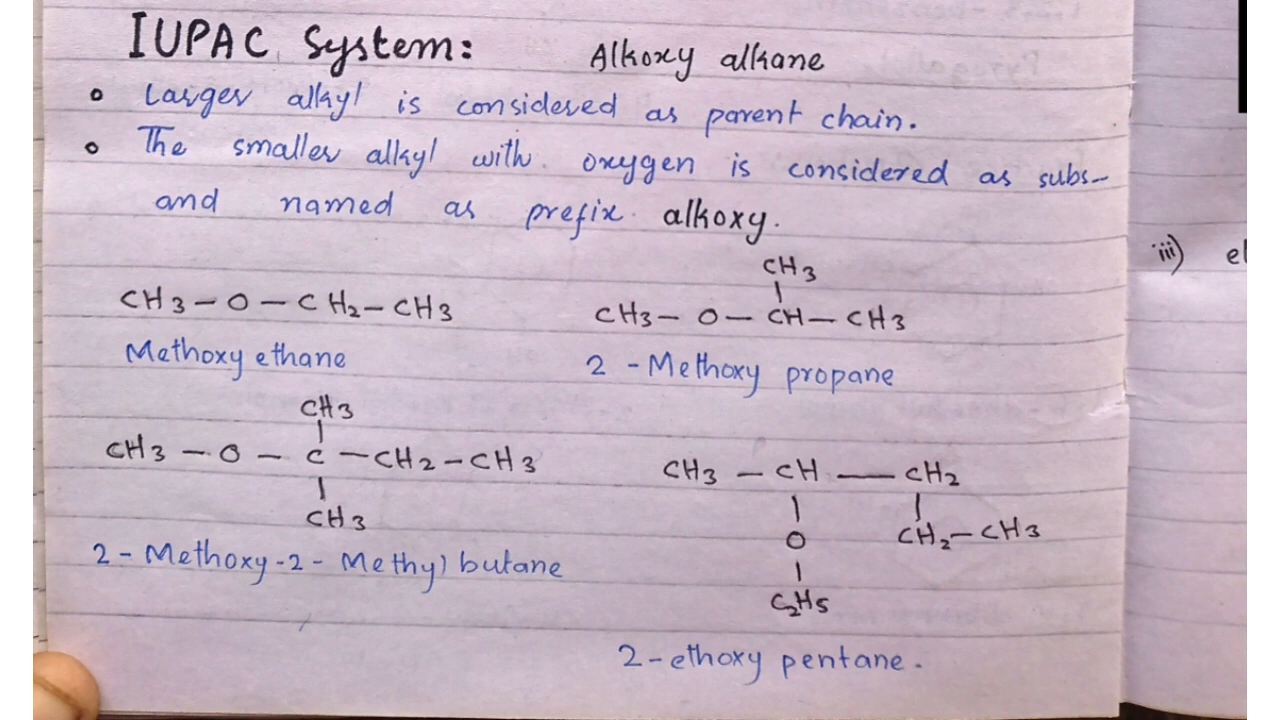 IUPAC System: Alkoxy alkane
Larger alkyl is considered as parent chain.
The smaller alkyl with oxygen is considered as subs-
and named as prefix alkoxy.
CH3
CH3 - O - CH2 - CH3
CH3 - O - CH - CH3
Methoxy ethane
2 - Methoxy propane
CH3
CH3 - O - C - CH2 - CH3
CH3
2 - Methoxy - 2 - Methyl butane
CH3 - CH - CH2
CH2 - CH3
O
C2H5
2 - ethoxy pentane.
iii) el